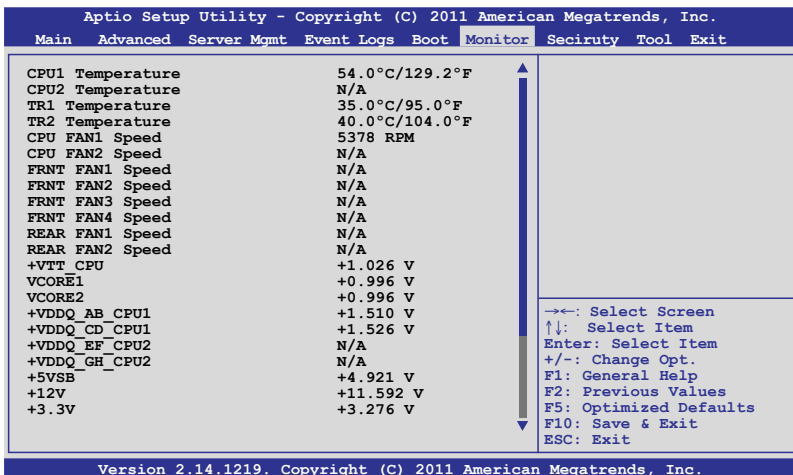 Aptio Setup Utility - Copyright (C) 2011 American Megatrends, Inc.
Main Advanced Server Mgmt Event Logs Boot Monitor Seciruty Tool Exit
CPU1 Temperature 54.0°C/129.2°F
CPU2 Temperature N/A
TR1 Temperature 35.0°C/95.0°F
TR2 Temperature 40.0°C/104.0°F
CPU FAN1 Speed 5378 RPM
CPU FAN2 Speed N/A
FRNT FAN1 Speed N/A
FRNT FAN2 Speed N/A
FRNT FAN3 Speed N/A
FRNT FAN4 Speed N/A
REAR FAN1 Speed N/A
REAR FAN2 Speed N/A
+VTT_CPU +1.026 V
VCORE1 +0.996 V
VCORE2 +0.996 V
+VDDQ_AB_CPU1 +1.510 V
+VDDQ_CD_CPU1 +1.526 V
+VDDQ_EF_CPU2 N/A
+VDDQ_GH_CPU2 N/A
+5VSB +4.921 V
+12V +11.592 V
+3.3V +3.276 V
→←: Select Screen
↑↓: Select Item
Enter: Select Item
+/-: Change Opt.
F1: General Help
F2: Previous Values
F5: Optimized Defaults
F10: Save & Exit
ESC: Exit
Version 2.14.1219. Copyright (C) 2011 American Megatrends, Inc.